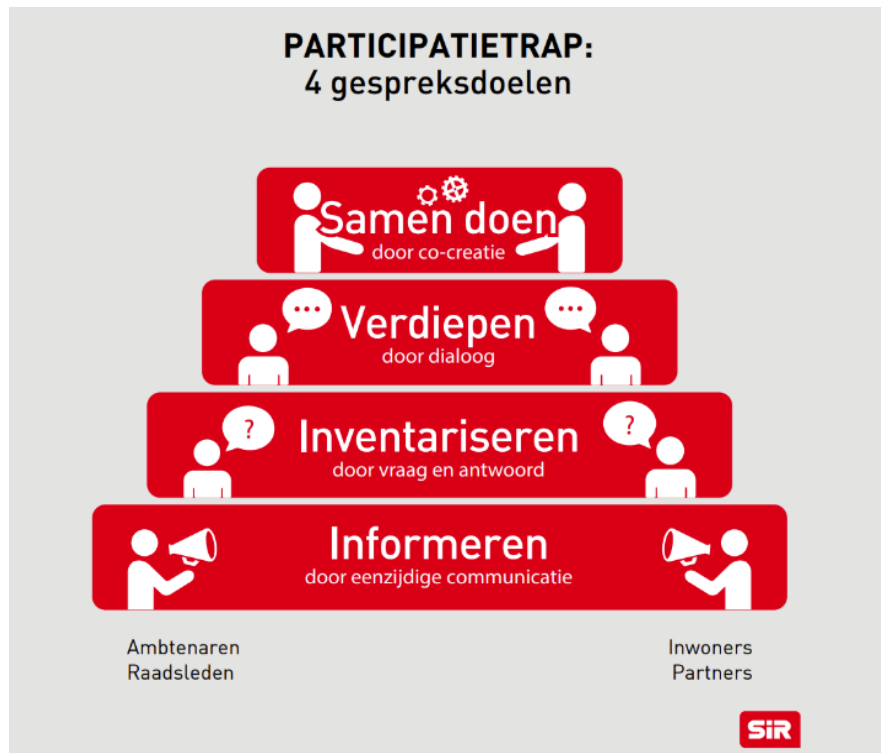 PARTICIPATIETRAP:
4 gespreksdoelen
Samen doen
door co-creatie
Verdiepen
door dialoog
?
?
Inventariseren
door vraag en antwoord
Informeren
door eenzijdige communicatie
Ambtenaren
Raadsleden
Inwoners
Partners
SiR